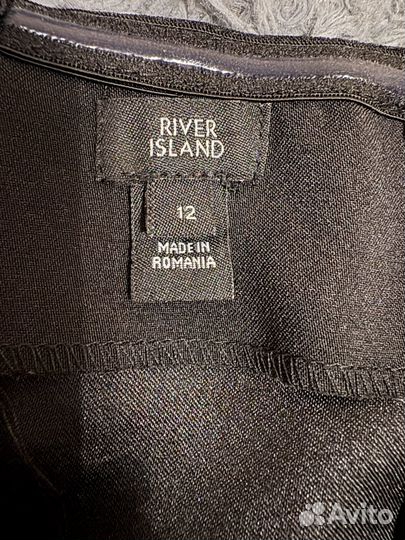 RIVER
ISLAND
12
MADE IN
ROMANIA
Avito